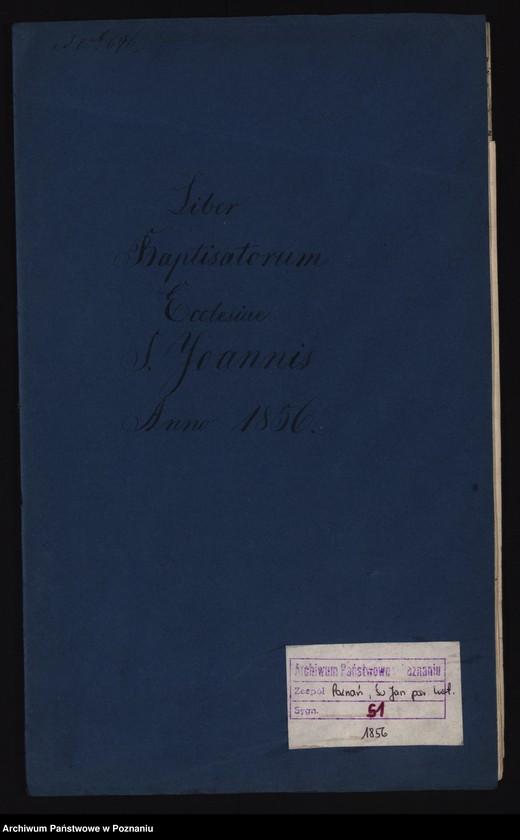 Liber
Baptisatorum
Ecclesiae
S. Joannis
Anno 1856.
Archiwum Państwowe w Poznaniu
Zespół Poznań, Św Jan par. kat.
Sygn. 51
1856
Archiwum Państwowe w Poznaniu